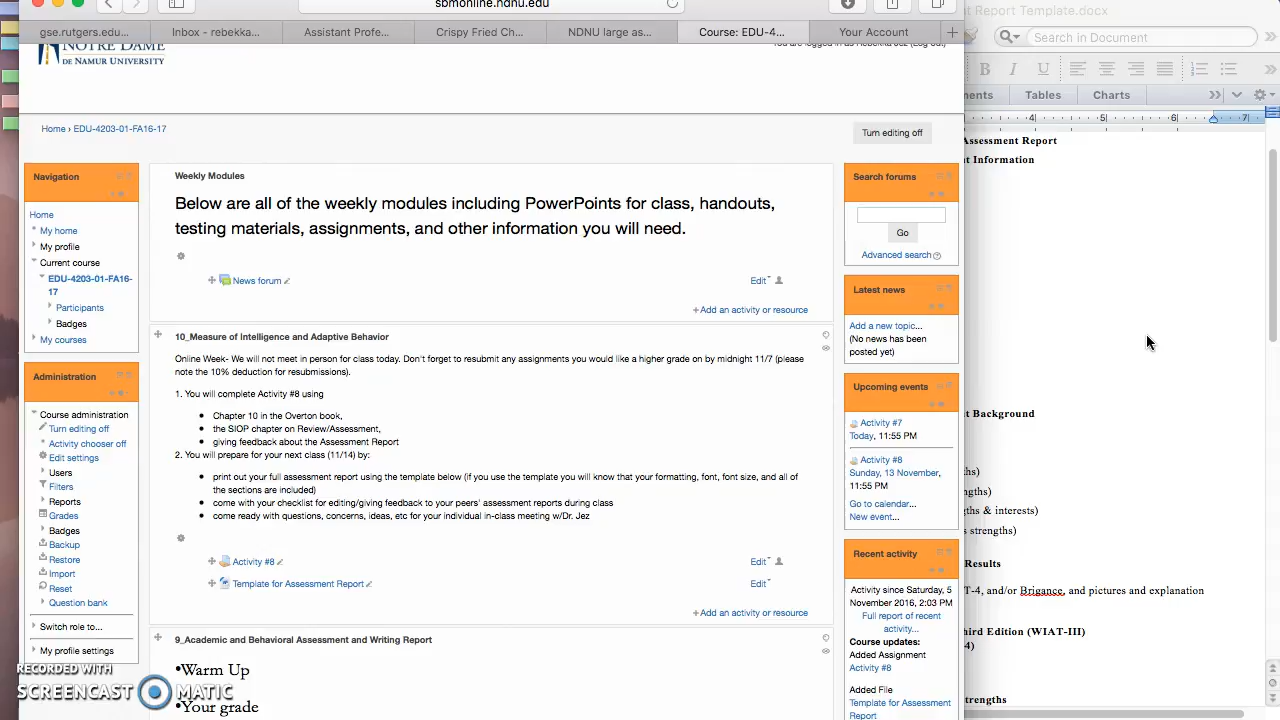 sbmonline.ndnu.edu
gse.rutgers.edu...
Inbox - rebekka...
Assistant Profe...
Crispy Fried Ch...
NDNU large as...
Course: EDU-4...
Your Account
NOTRE DAME
DE NAMUR UNIVERSITY
Home › EDU-4203-01-FA16-17
Turn editing off
Navigation
Home
My home
My profile
Current course
EDU-4203-01-FA16-
17
Participants
Badges
My courses
Administration
Course administration
Turn editing off
Activity chooser off
Edit settings
Users
Filters
Reports
Grades
Badges
Backup
Restore
Import
Reset
Question bank
Switch role to...
My profile settings
Weekly Modules
Below are all of the weekly modules including PowerPoints for class, handouts,
testing materials, assignments, and other information you will need.
News forum
Edit
+Add an activity or resource
10_Measure of Intelligence and Adaptive Behavior
Online Week- We will not meet in person for class today. Don't forget to resubmit any assignments you would like a higher grade on by midnight 11/7 (please
note the 10% deduction for resubmissions).
1. You will complete Activity #8 using
• Chapter 10 in the Overton book,
• the SIOP chapter on Review/Assessment,
• giving feedback about the Assessment Report
2. You will prepare for your next class (11/14) by:
• print out your full assessment report using the template below (if you use the template you will know that your formatting, font, font size, and all of
the sections are included)
• come with your checklist for editing/giving feedback to your peers' assessment reports during class
• come ready with questions, concerns, ideas, etc for your individual in-class meeting w/Dr. Jez
Activity #8
Edit
Template for Assessment Report
Edit
+Add an activity or resource
9_Academic and Behavioral Assessment and Writing Report
•Warm Up
•Your grade
Search forums
Go
Advanced search
Latest news
Add a new topic...
(No news has been
posted yet)
Upcoming events
Activity #7
Today, 11:55 PM
Activity #8
Sunday, 13 November,
11:55 PM
Go to calendar...
New event...
Recent activity
Activity since Saturday, 5
November 2016, 2:03 PM
Full report of recent
activity...
Course updates:
Added Assignment
Activity #8
Added File
Template for Assessment
Report
t Report Template.docx
Search in Document
B I U
nents
Tables
Charts
4 5 6 7
Assessment Report
t Information
t Background
ths)
gths)
gths & interests)
s strengths)
Results
T-4, and/or Brigance, and pictures and explanation
hird Edition (WIAT-III)
4)
trengths
RECORDED WITH
SCREENCAST MATIC